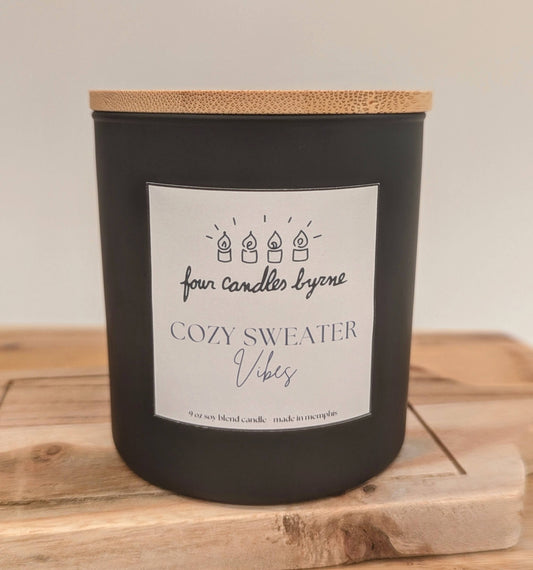 four candles byrne
COZY SWEATER
Vibes
9 oz soy blend candle - made in memphis